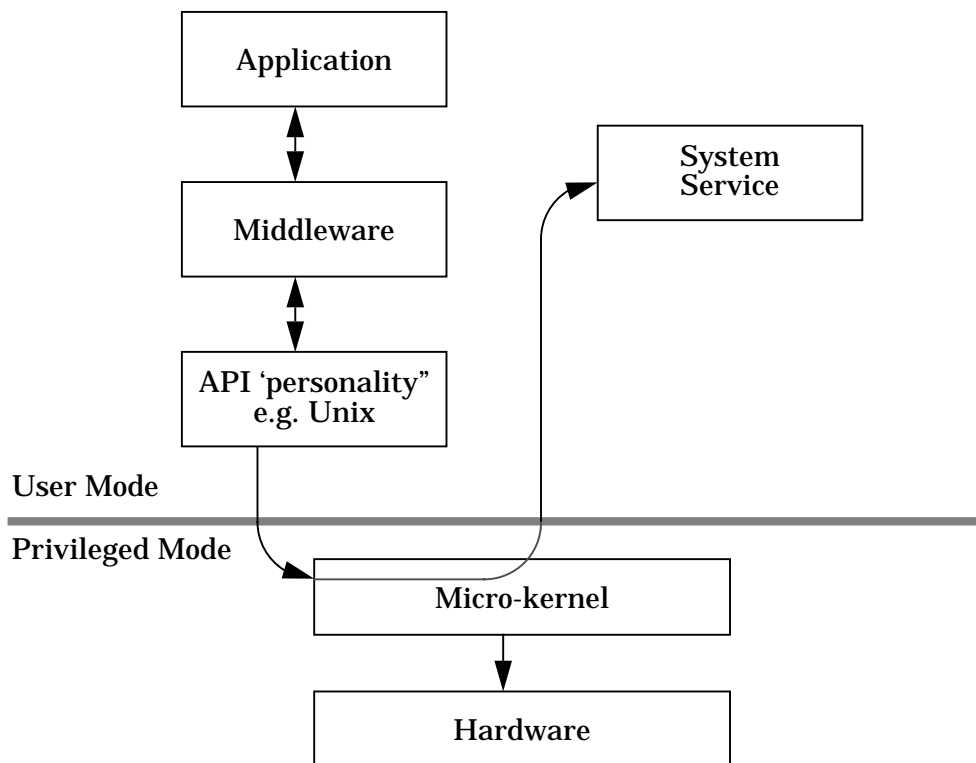 Application
System
Service
Middleware
API ‘personality”
e.g. Unix
User Mode
Privileged Mode
Micro-kernel
Hardware